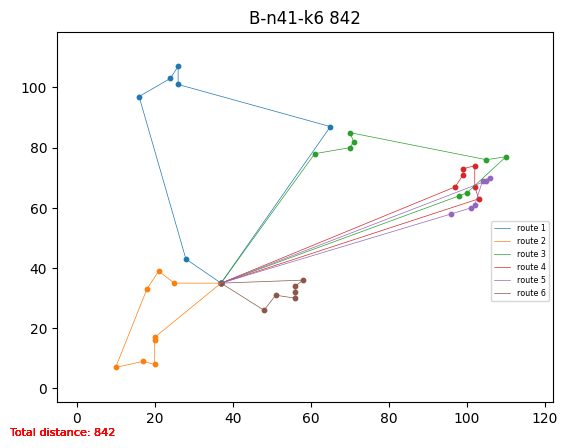 B-n41-k6 842
100
80
60
40
20
0
route 1
route 2
route 3
route 4
route 5
route 6
0 20 40 60 80 100 120
Total distance: 842